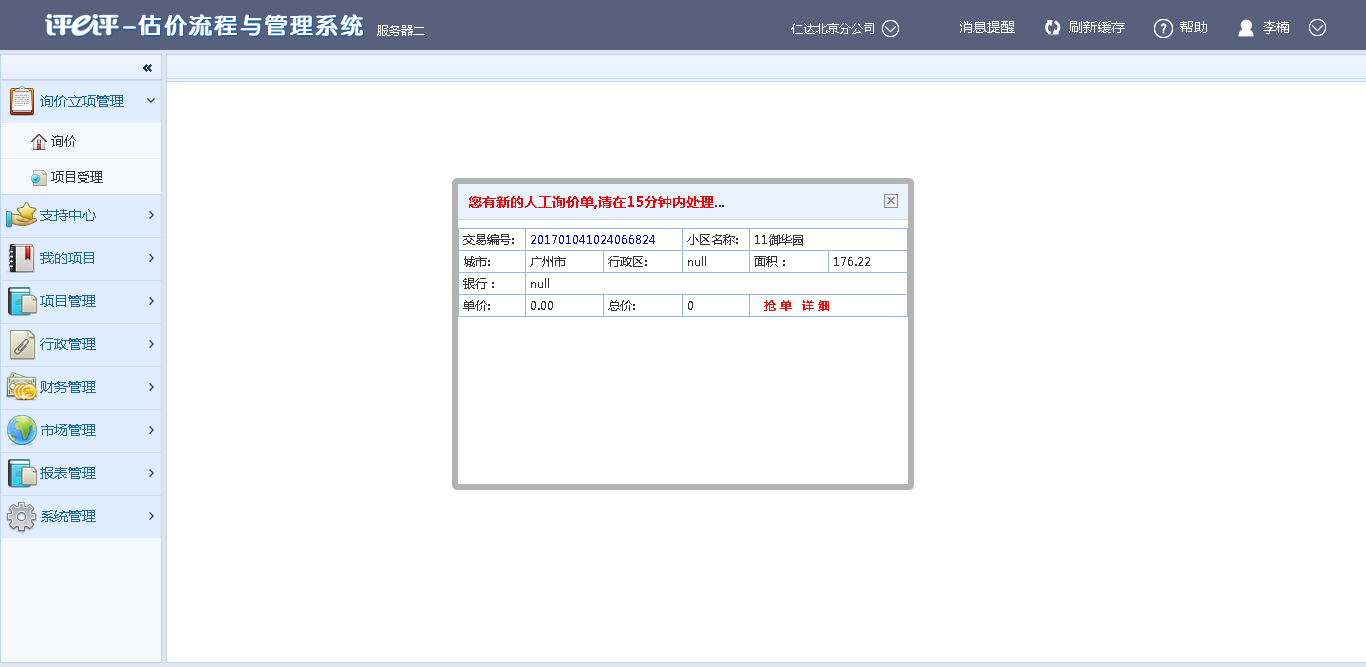 评e评-估价流程与管理系统 服务器二 仁达北京分公司 消息提醒 刷新缓存 ? 帮助 李楠
«
询价立项管理
询价
项目受理
支持中心
我的项目
项目管理
行政管理
财务管理
市场管理
报表管理
系统管理
您有新的人工询价单,请在15分钟内处理...
交易编号: 201701041024066824 小区名称: 11御华园
城市: 广州市 行政区: null 面积： 176.22
银行： null
单价: 0.00 总价: 0 抢单 详细